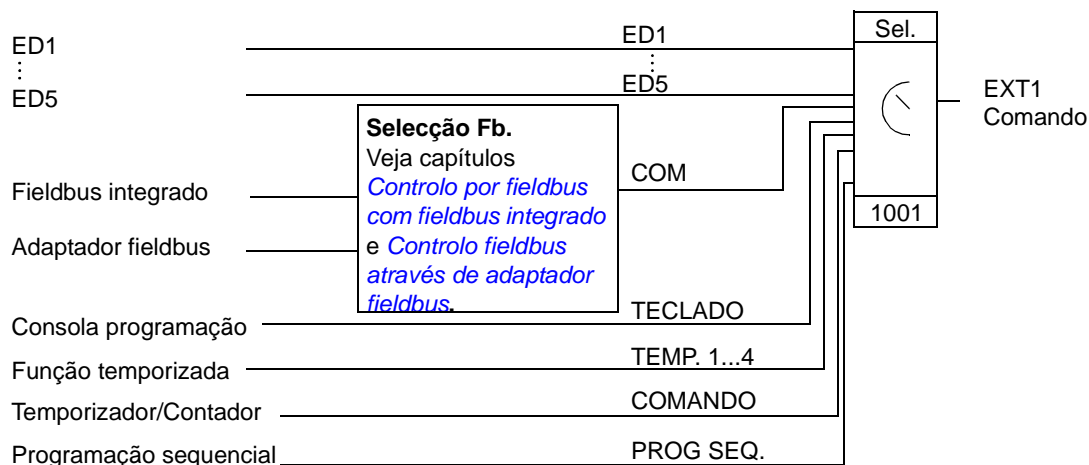 ED1
ED1
Sel.
ED5
ED5
EXT1
Comando
Selecção Fb.
Veja capítulos
Controlo por fieldbus
com fieldbus integrado
e Controlo fieldbus
através de adaptador
fieldbus.
COM
Fieldbus integrado
1001
Adaptador fieldbus
Consola programação
TECLADO
Função temporizada
TEMP. 1...4
Temporizador/Contador
COMANDO
Programação sequencial
PROG SEQ.